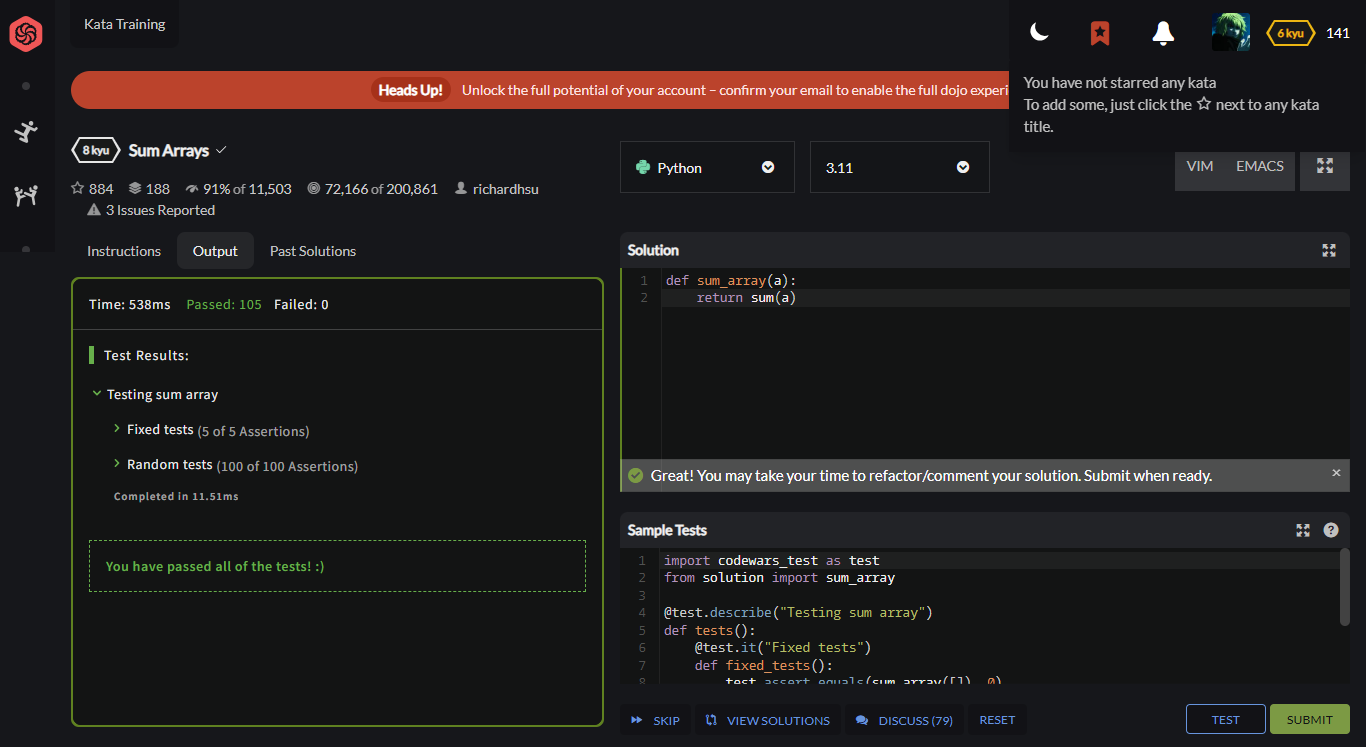 Kata Training
6 kyu 141
You have not starred any kata
To add some, just click the ☆ next to any kata
title.
Heads Up! Unlock the full potential of your account – confirm your email to enable the full dojo experi
8 kyu Sum Arrays ✓
884 188 91% of 11,503 72,166 of 200,861 richardhsu
3 Issues Reported
Python
3.11
VIM EMACS
Instructions Output Past Solutions
Time: 538ms Passed: 105 Failed: 0
Test Results:
Testing sum array
Fixed tests (5 of 5 Assertions)
Random tests (100 of 100 Assertions)
Completed in 11.51ms
You have passed all of the tests! :)
Solution
1 def sum_array(a):
2     return sum(a)
Great! You may take your time to refactor/comment your solution. Submit when ready. ×
Sample Tests ?
1 import codewars_test as test
2 from solution import sum_array
3
4 @test.describe("Testing sum array")
5 def tests():
6     @test.it("Fixed tests")
7     def fixed_tests():
8         test.assert_equals(sum_array([]), 0)
SKIP VIEW SOLUTIONS DISCUSS (79) RESET TEST SUBMIT